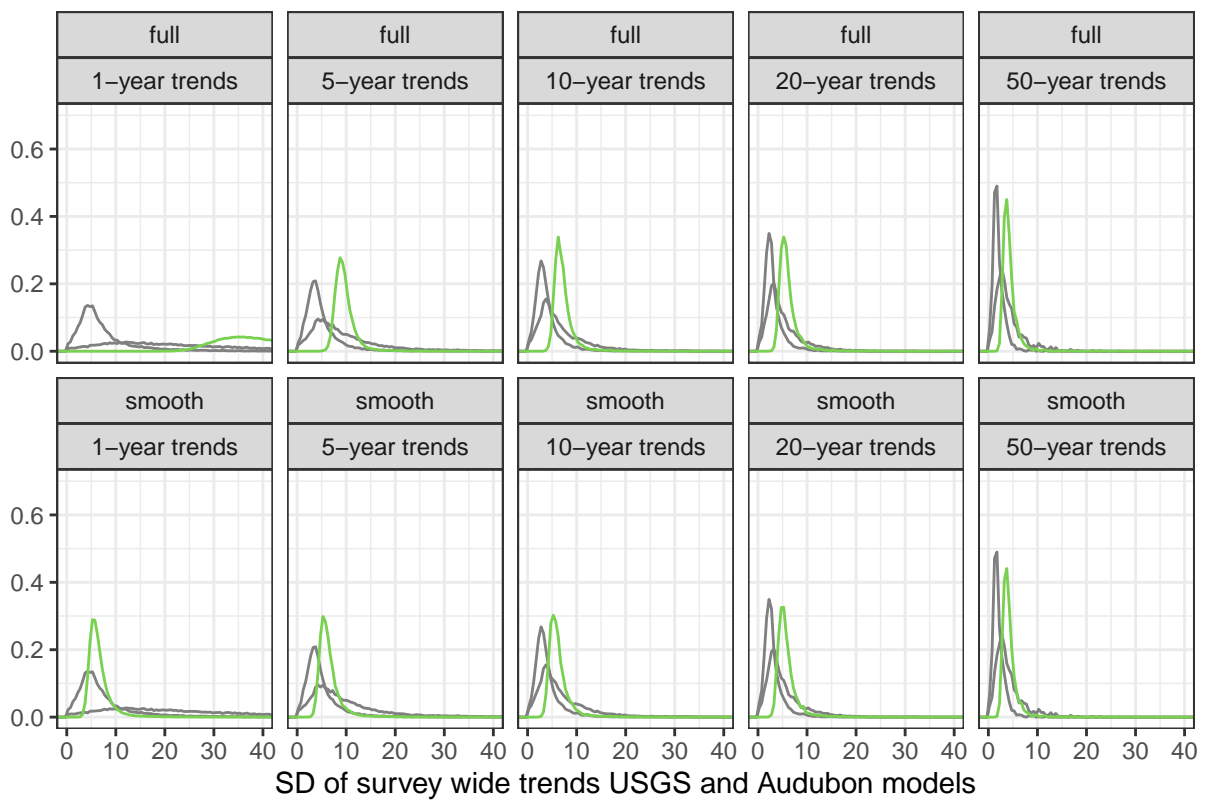 full full full full full
1−year trends 5−year trends 10−year trends 20−year trends 50−year trends
0.6
0.4
0.2
0.0
smooth smooth smooth smooth smooth
1−year trends 5−year trends 10−year trends 20−year trends 50−year trends
0.6
0.4
0.2
0.0
0 10 20 30 40 0 10 20 30 40 0 10 20 30 40 0 10 20 30 40 0 10 20 30 40
SD of survey wide trends USGS and Audubon models